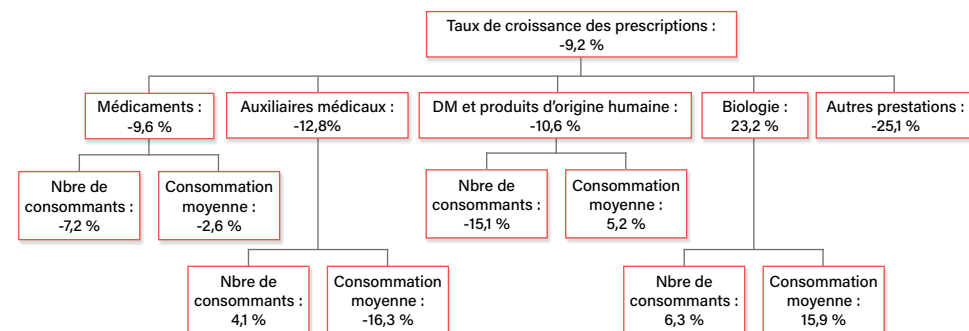 Taux de croissance des prescriptions :
-9,2 %
Médicaments :
-9,6 %
Auxiliaires médicaux :
-12,8%
DM et produits d'origine humaine :
-10,6 %
Biologie :
23,2 %
Autres prestations :
-25,1 %
Nbre de
consommants :
-7,2 %
Consommation
moyenne :
-2,6 %
Nbre de
consommants :
-15,1 %
Consommation
moyenne :
5,2 %
Nbre de
consommants :
4,1 %
Consommation
moyenne :
-16,3 %
Nbre de
consommants :
6,3 %
Consommation
moyenne :
15,9 %